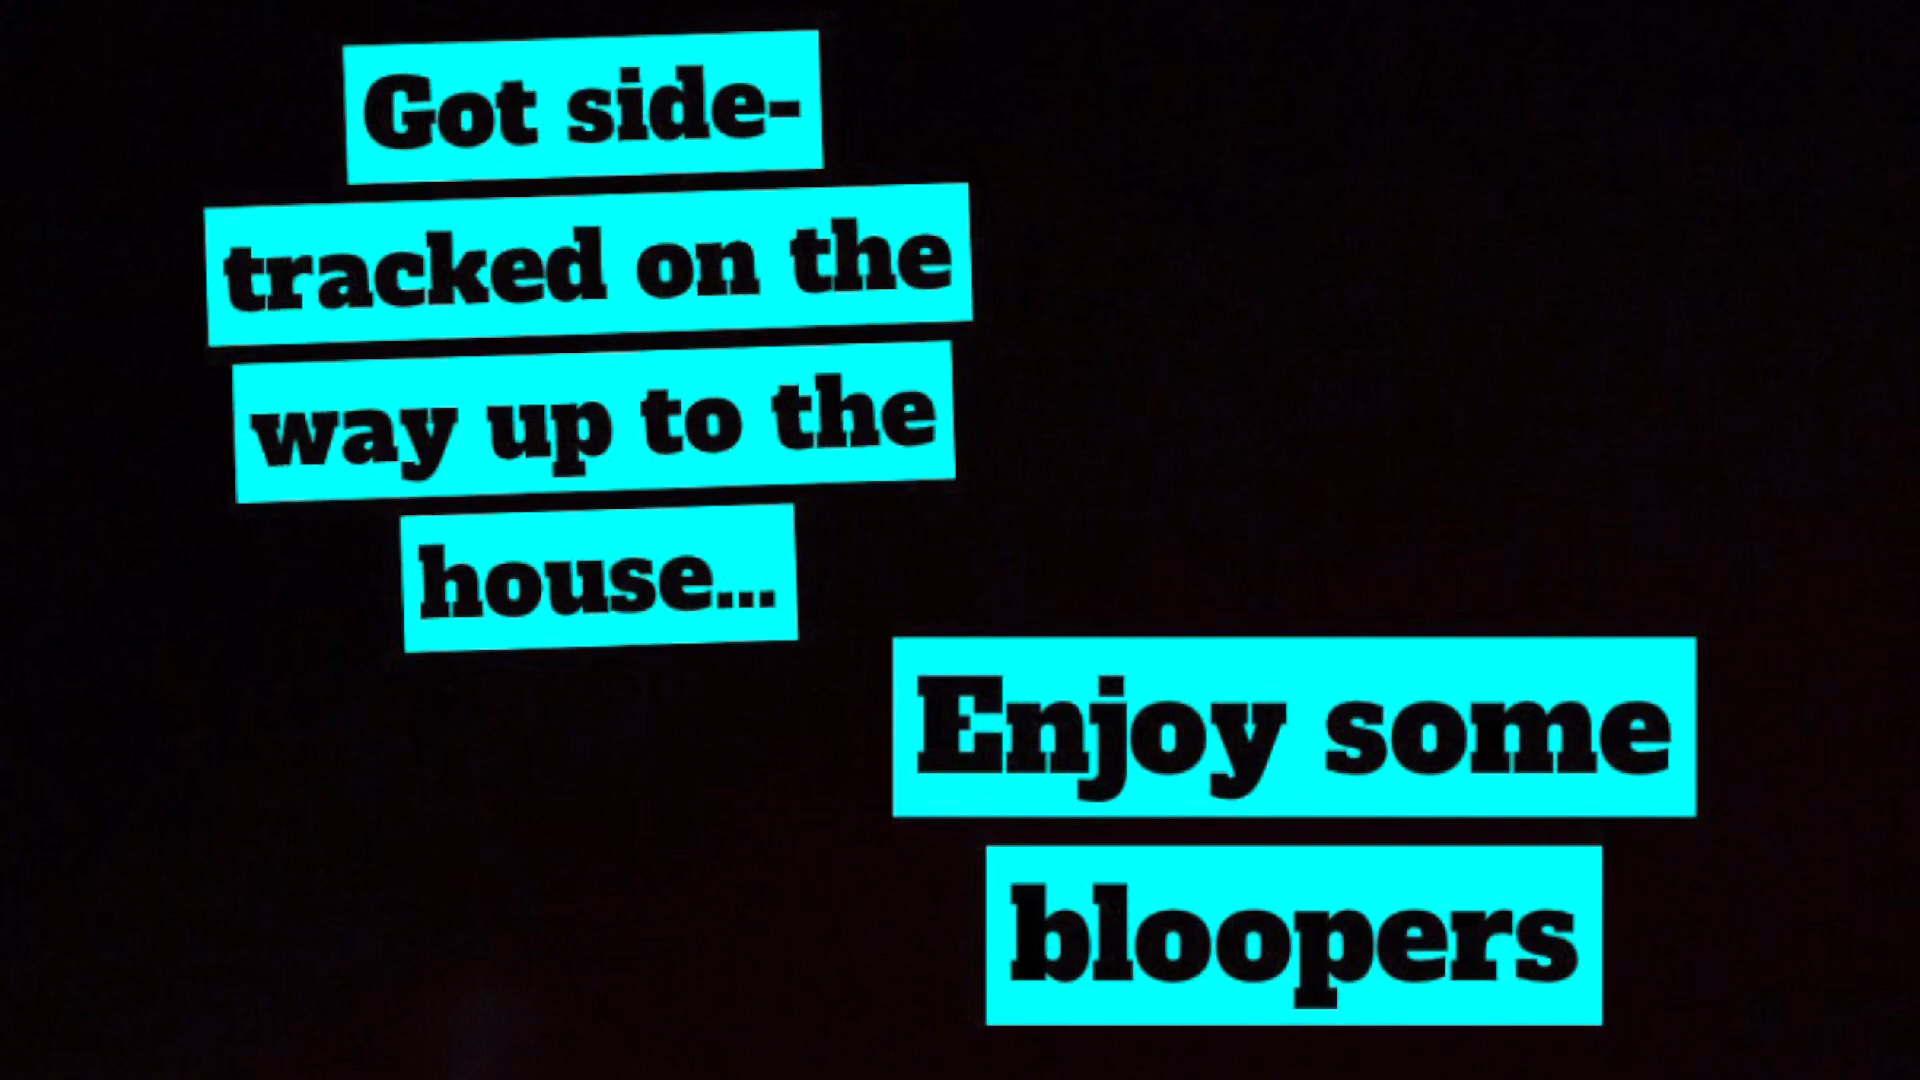 Got side-
tracked on the
way up to the
house...
Enjoy some
bloopers